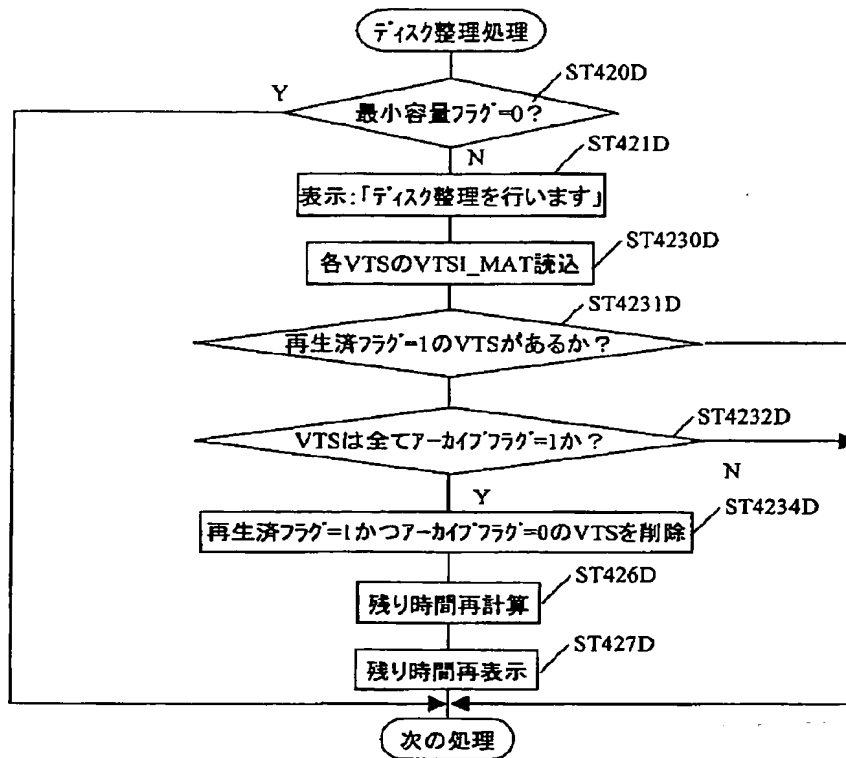 ディスク整理処理
ST420D
Y
最小容量フラグ=0?
N
ST421D
表示:「ディスク整理を行います」
ST4230D
各VTSのVTSI_MAT読込
ST4231D
再生済フラグ=1のVTSがあるか?
ST4232D
VTSは全てアーカイブフラグ=1か?
N
Y
ST4234D
再生済フラグ=1かつアーカイブフラグ=0のVTSを削除
ST426D
残り時間再計算
ST427D
残り時間再表示
次の処理